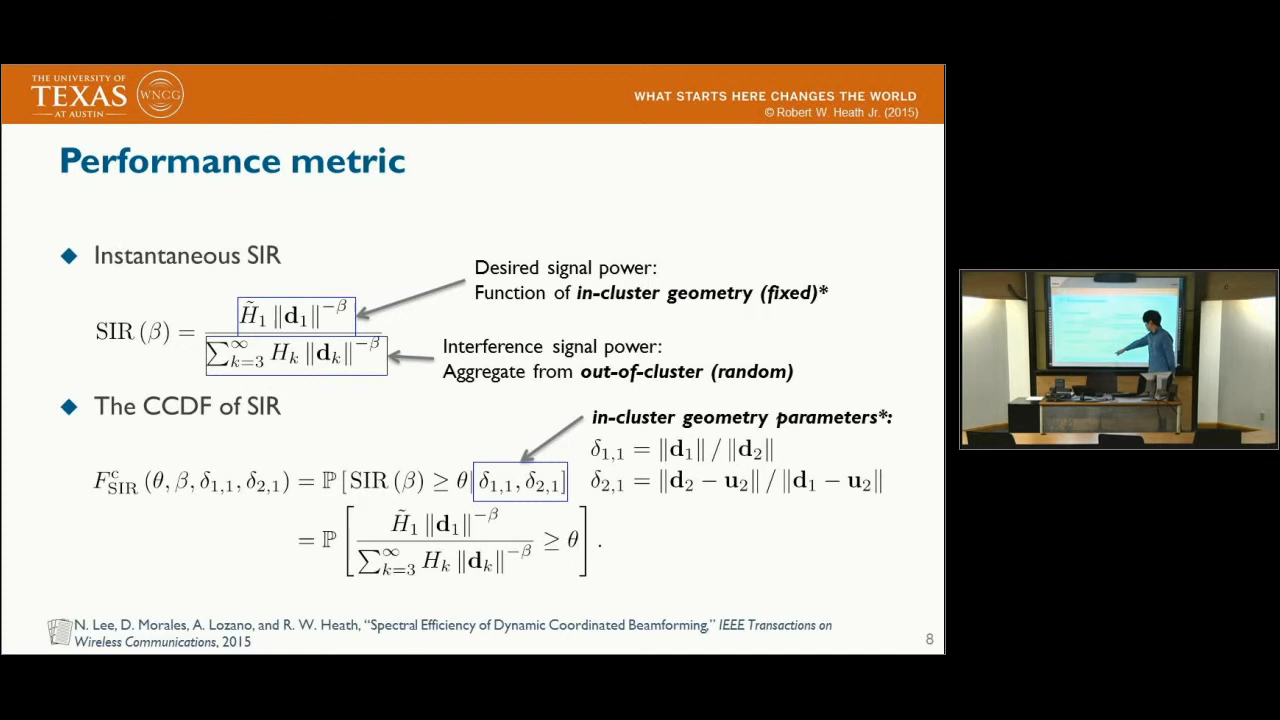 THE UNIVERSITY OF
TEXAS
AT AUSTIN
WNCG
WHAT STARTS HERE CHANGES THE WORLD
© Robert W. Heath Jr. (2015)
Performance metric
Instantaneous SIR
Desired signal power:
Function of in-cluster geometry (fixed)*
SIR (β) = H̃₁ ‖d₁‖^{−β} / ∑_{k=3}^{∞} H_k ‖d_k‖^{−β}
Interference signal power:
Aggregate from out-of-cluster (random)
The CCDF of SIR
in-cluster geometry parameters*:
δ₁,₁ = ‖d₁‖ / ‖d₂‖
F^c_SIR (θ, β, δ₁,₁, δ₂,₁) = ℙ [SIR (β) ≥ θ| δ₁,₁, δ₂,₁]
δ₂,₁ = ‖d₂ − u₂‖ / ‖d₁ − u₂‖
= ℙ [ H̃₁ ‖d₁‖^{−β} / ∑_{k=3}^{∞} H_k ‖d_k‖^{−β} ≥ θ ] .
N. Lee, D. Morales, A. Lozano, and R. W. Heath, “Spectral Efficiency of Dynamic Coordinated Beamforming,” IEEE Transactions on
Wireless Communications, 2015
8